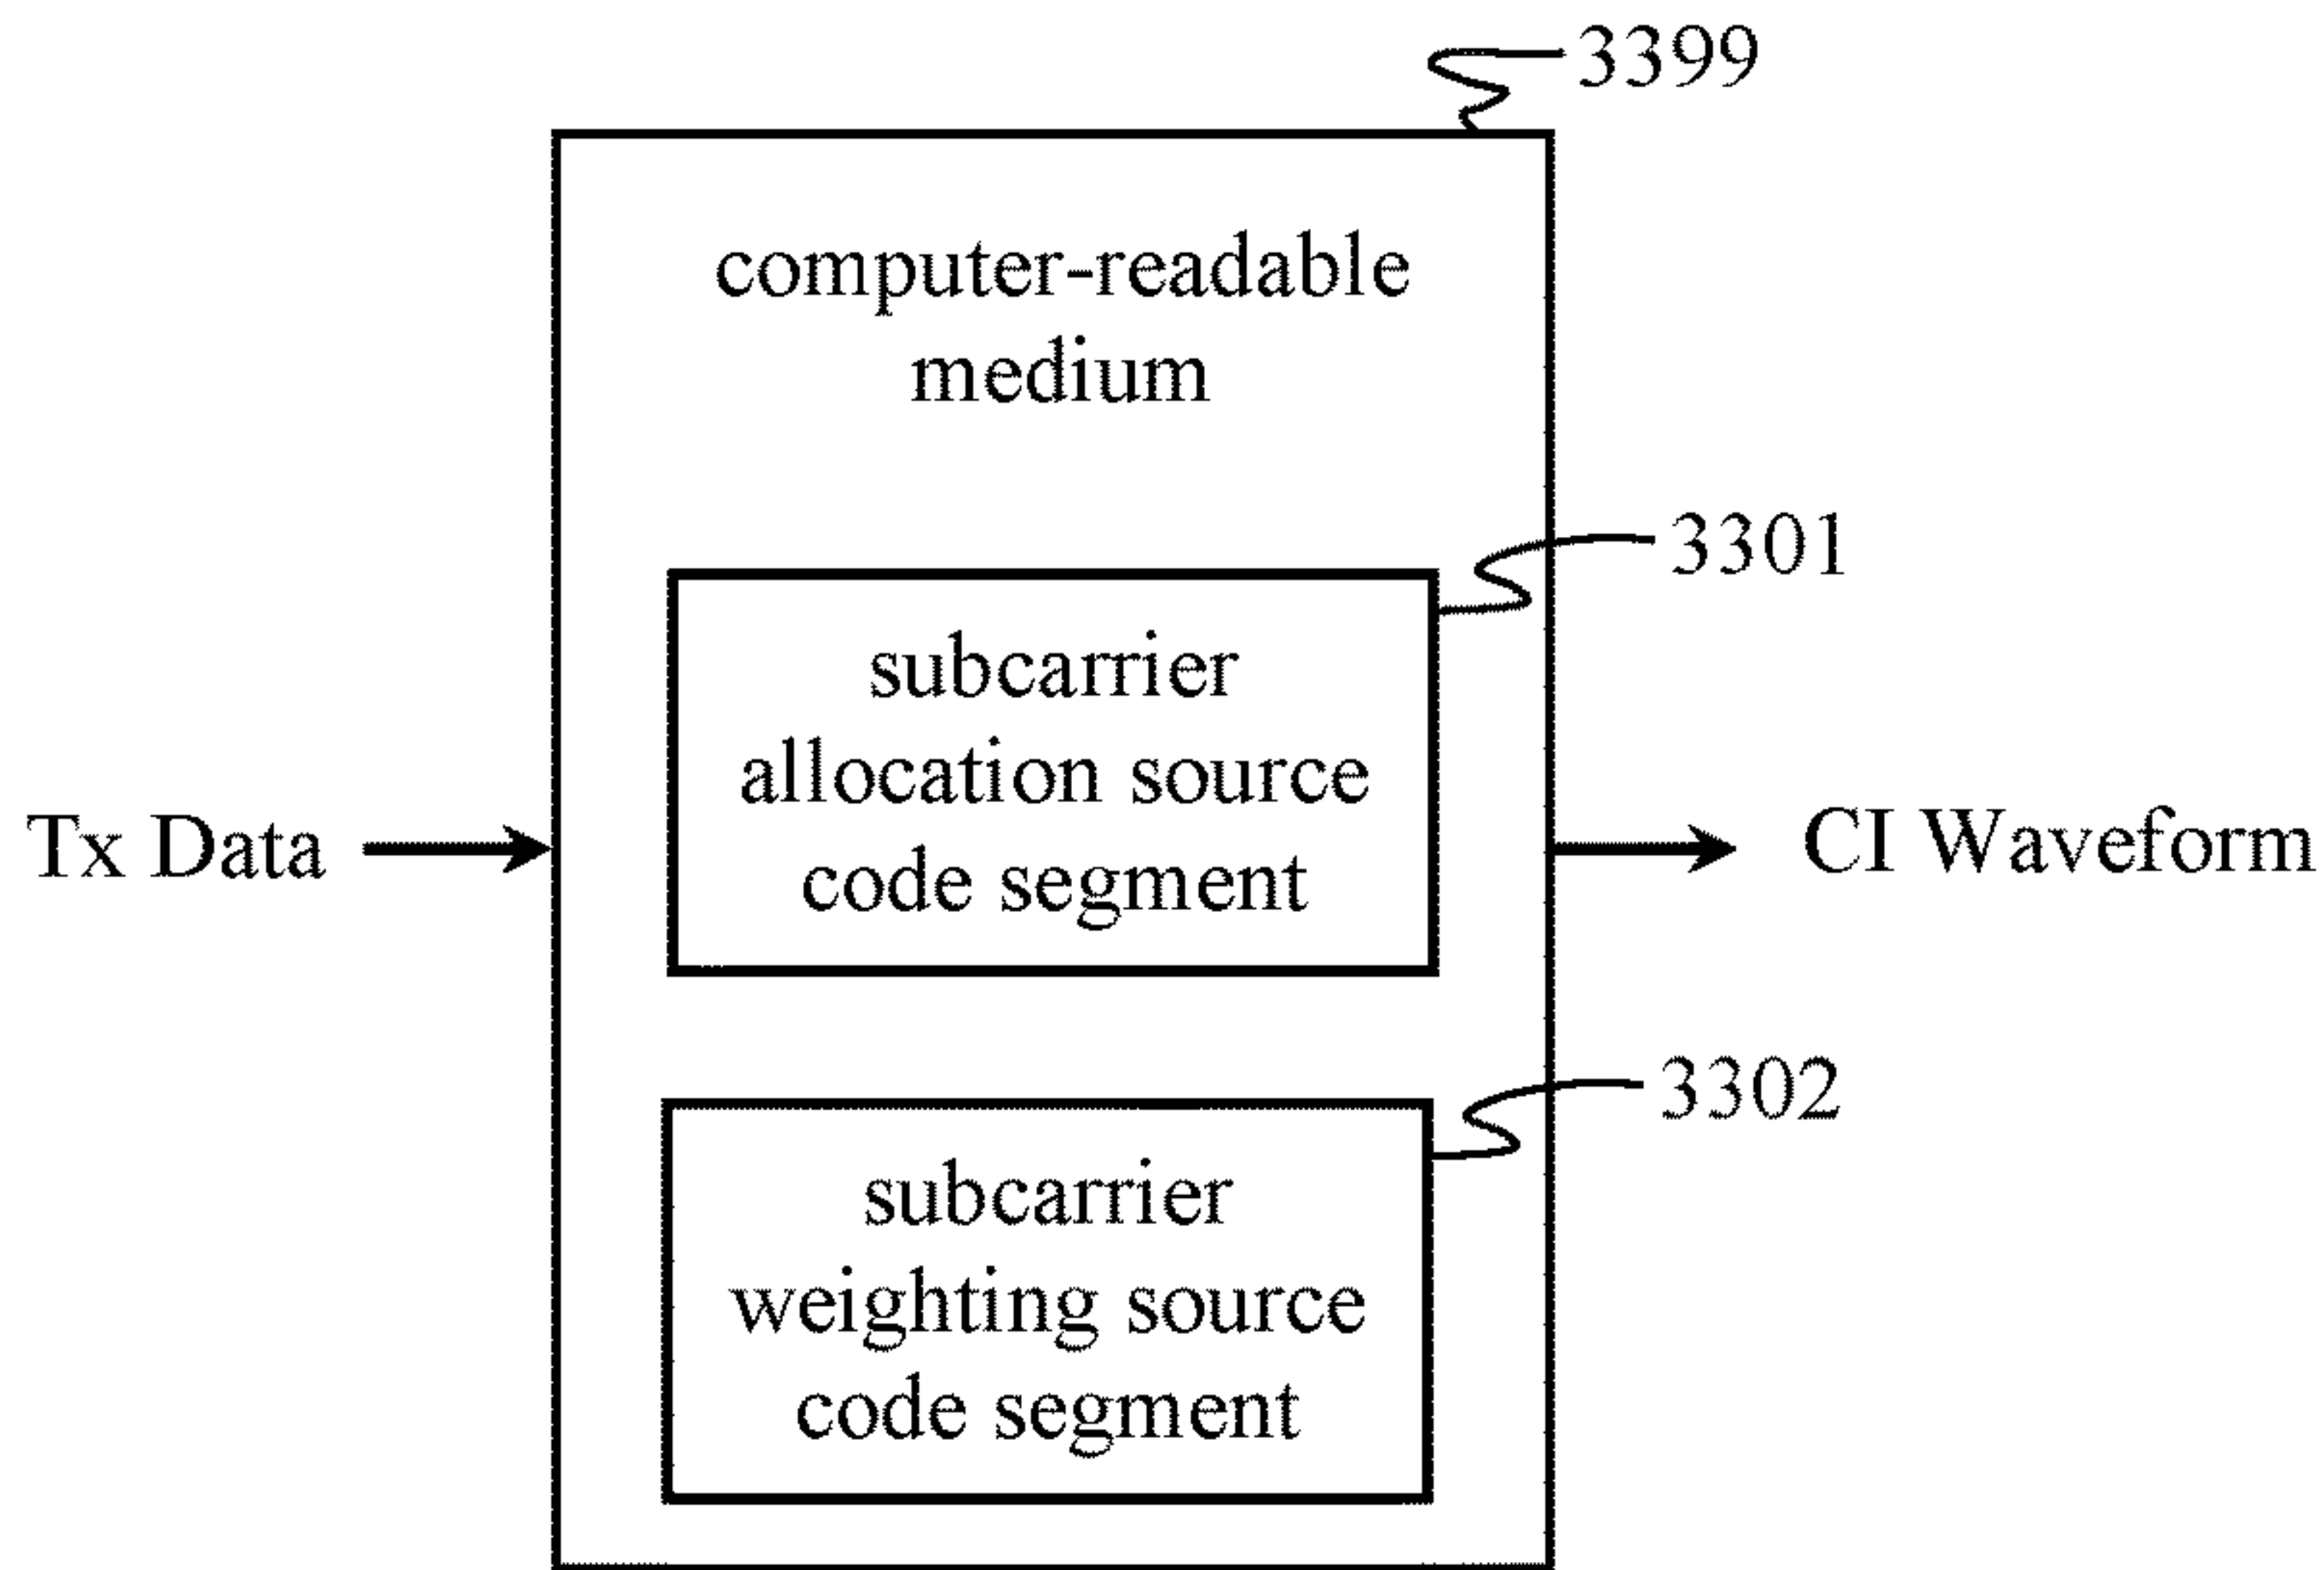 3399
computer-readable
medium
3301
subcarrier
allocation source
code segment
Tx Data
CI Waveform
3302
subcarrier
weighting source
code segment